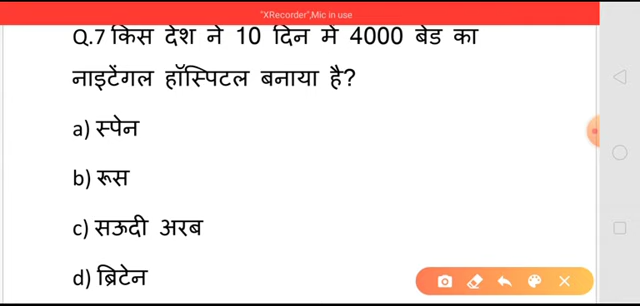 "XRecorder",Mic in use
Q.7 किस देश ने 10 दिन मे 4000 बेड का
नाइटेंगल हॉस्पिटल बनाया है?
a) स्पेन
b) रूस
c) सऊदी अरब
d) ब्रिटेन